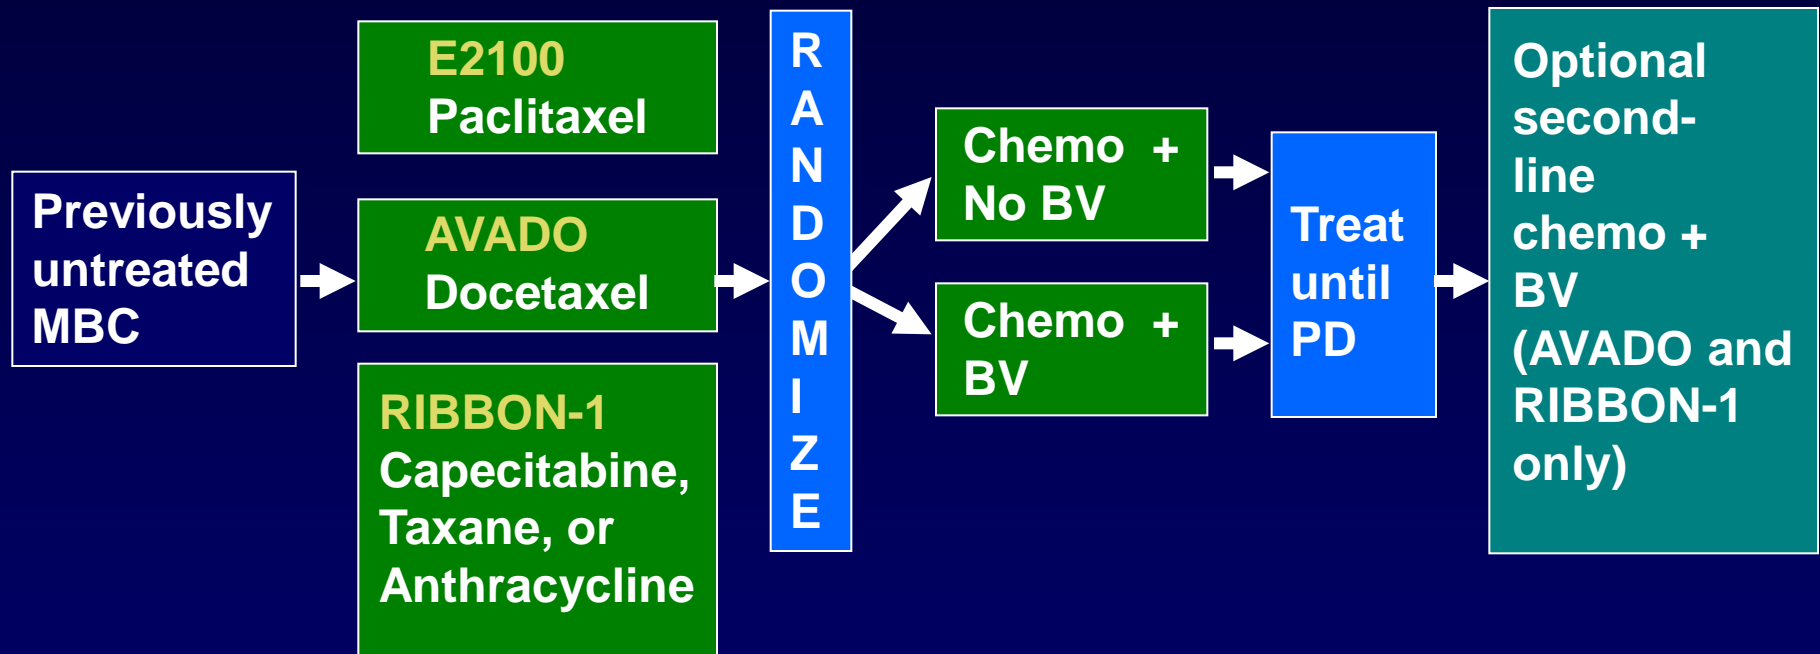 Previously
untreated
MBC
E2100
Paclitaxel
AVADO
Docetaxel
RIBBON-1
Capecitabine,
Taxane, or
Anthracycline
R
A
N
D
O
M
I
Z
E
Chemo +
No BV
Chemo +
BV
Treat
until
PD
Optional
second-
line
chemo +
BV
(AVADO and
RIBBON-1
only)